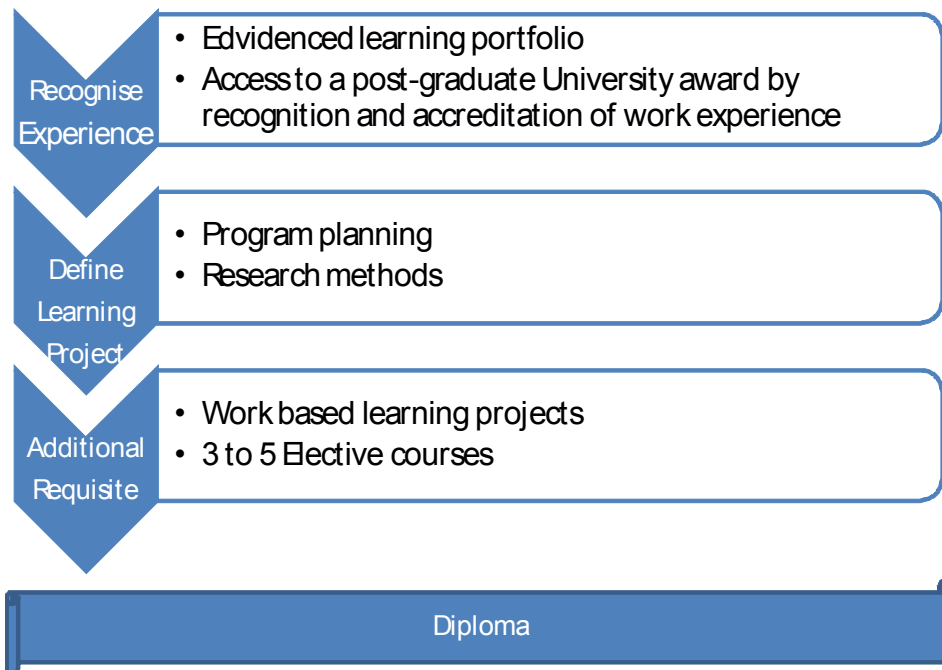 Recognise
Experience
• Edvidenced learning portfolio
• Access to a post-graduate University award by
recognition and accreditation of work experience
Define
Learning
Project
• Program planning
• Research methods
Additional
Requisite
• Work based learning projects
• 3 to 5 Elective courses
Diploma